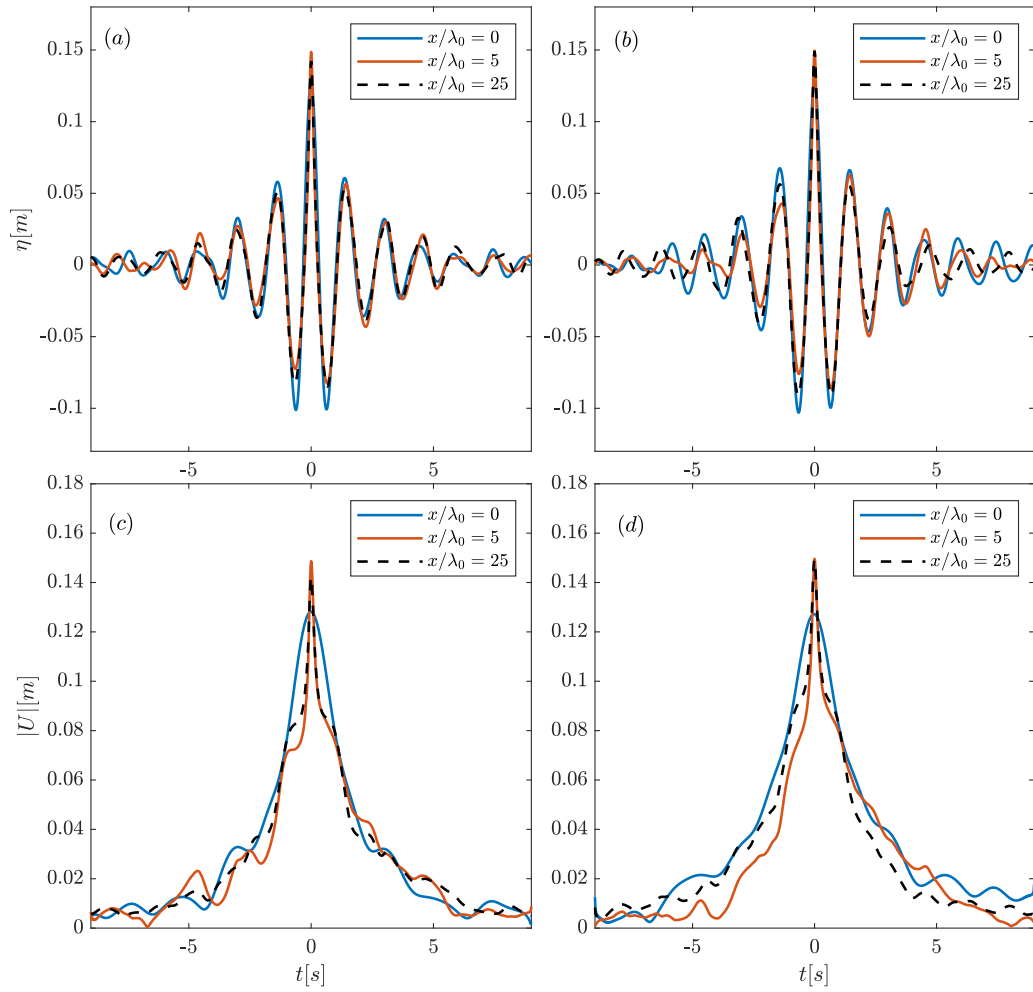 (a)
x/λ₀ = 0
x/λ₀ = 5
x/λ₀ = 25
0.15
0.1
0.05
0
-0.05
-0.1
η[m]
-5
0
5
(b)
x/λ₀ = 0
x/λ₀ = 5
x/λ₀ = 25
0.15
0.1
0.05
0
-0.05
-0.1
-5
0
5
(c)
x/λ₀ = 0
x/λ₀ = 5
x/λ₀ = 25
0.18
0.16
0.14
0.12
0.1
0.08
0.06
0.04
0.02
0
|U|[m]
-5
0
5
t[s]
(d)
x/λ₀ = 0
x/λ₀ = 5
x/λ₀ = 25
0.18
0.16
0.14
0.12
0.1
0.08
0.06
0.04
0.02
0
-5
0
5
t[s]